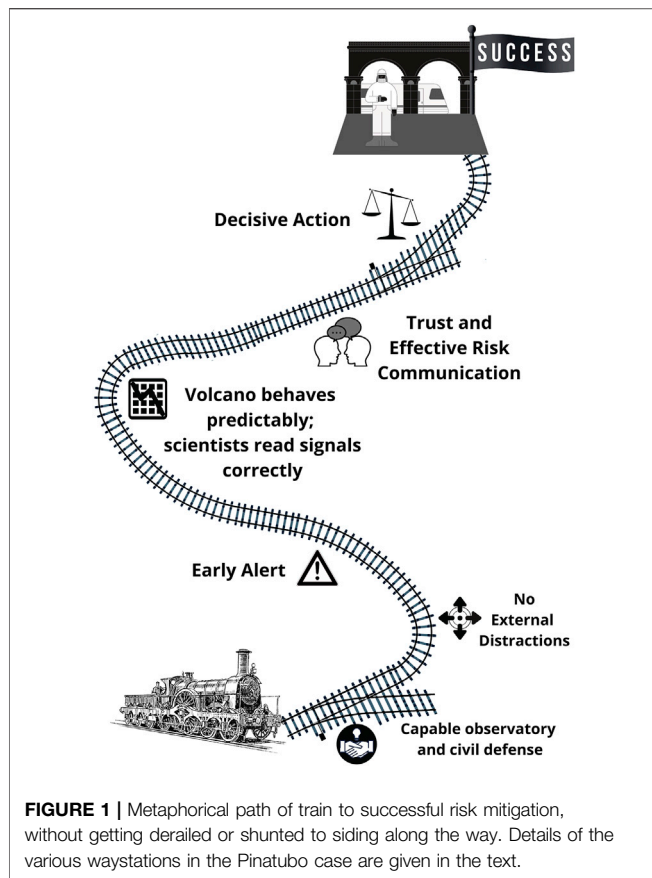 SUCCESS
Decisive Action
Trust and
Effective Risk
Communication
Volcano behaves
predictably;
scientists read signals
correctly
Early Alert
No
External
Distractions
Capable observatory
and civil defense
FIGURE 1 | Metaphorical path of train to successful risk mitigation,
without getting derailed or shunted to siding along the way. Details of the
various waystations in the Pinatubo case are given in the text.